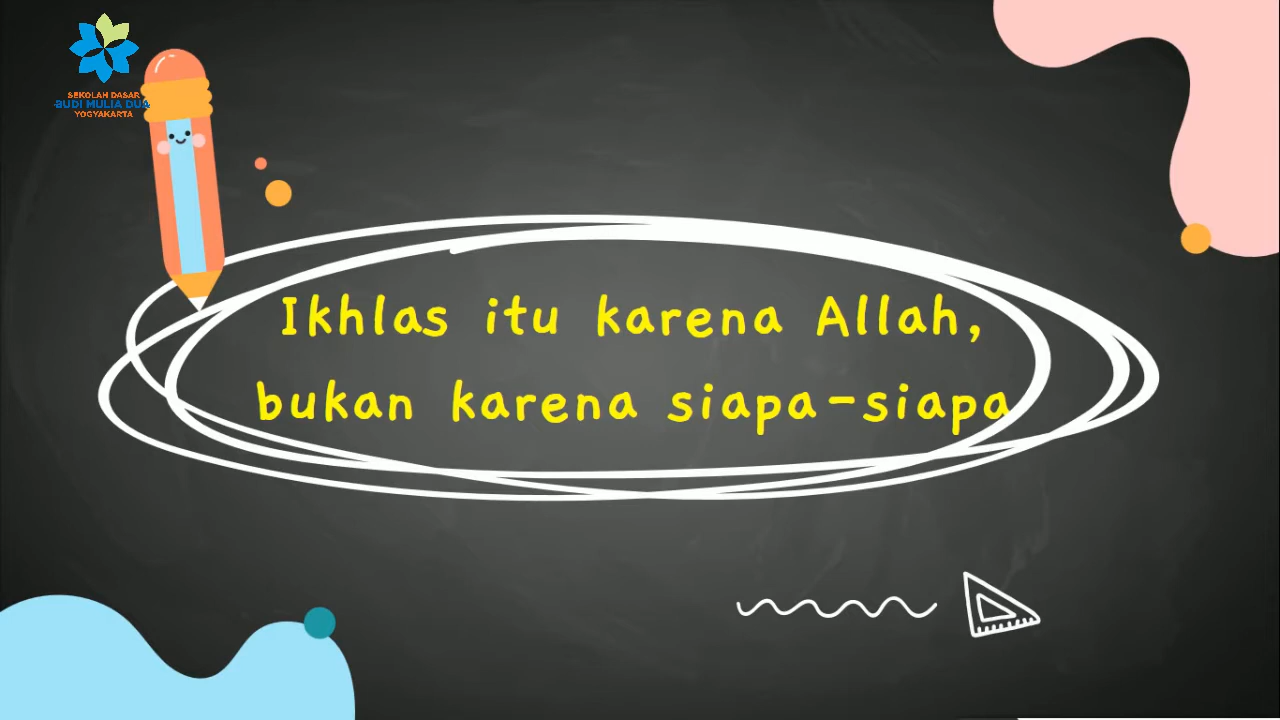 SEKOLAH DASAR
BUDI MULIA DUA
YOGYAKARTA
Ikhlas itu karena Allah,
bukan karena siapa-siapa